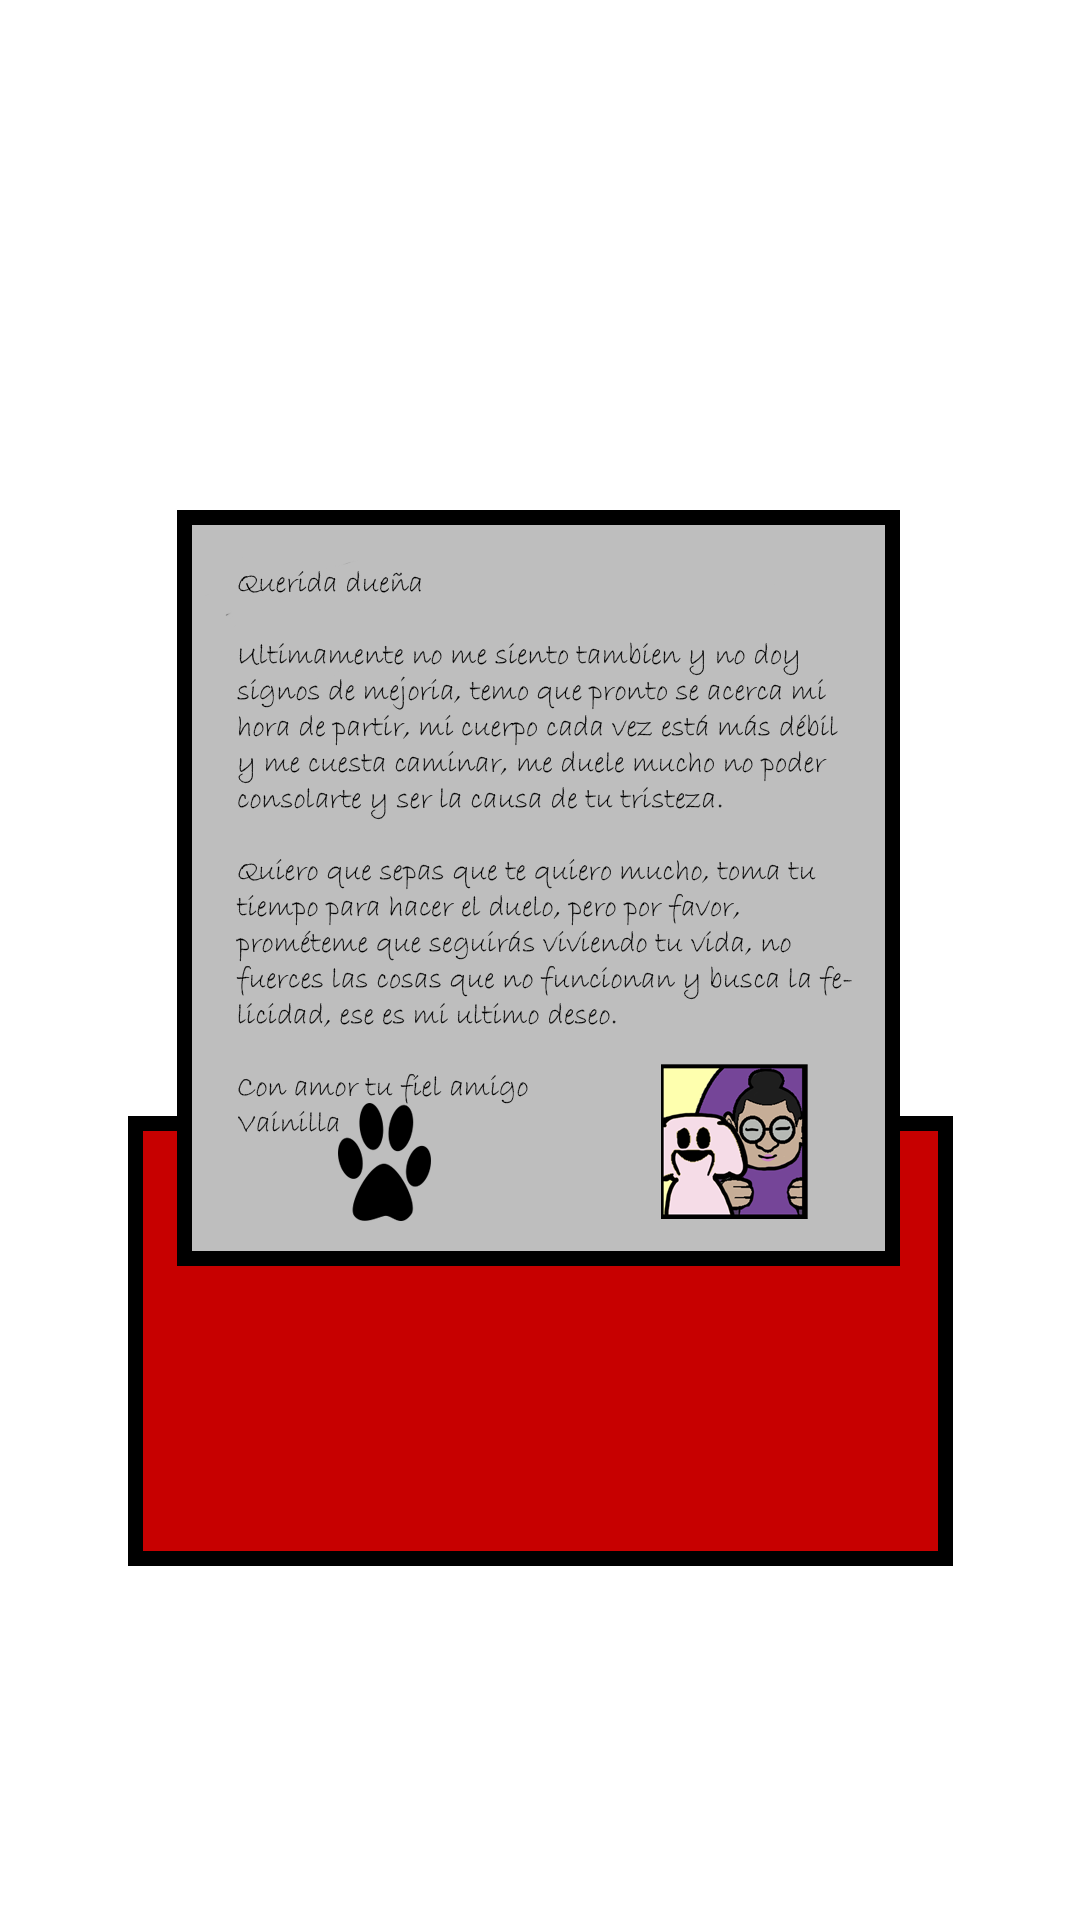 Querida dueña
Ultimamente no me siento tambien y no doy
signos de mejoria, temo que pronto se acerca mi
hora de partir, mi cuerpo cada vez está más débil
y me cuesta caminar, me duele mucho no poder
consolarte y ser la causa de tu tristeza.
Quiero que sepas que te quiero mucho, toma tu
tiempo para hacer el duelo, pero por favor,
prométeme que seguirás viviendo tu vida, no
fuerces las cosas que no funcionan y busca la fe-
licidad, ese es mi ultimo deseo.
Con amor tu fiel amigo
Vainilla